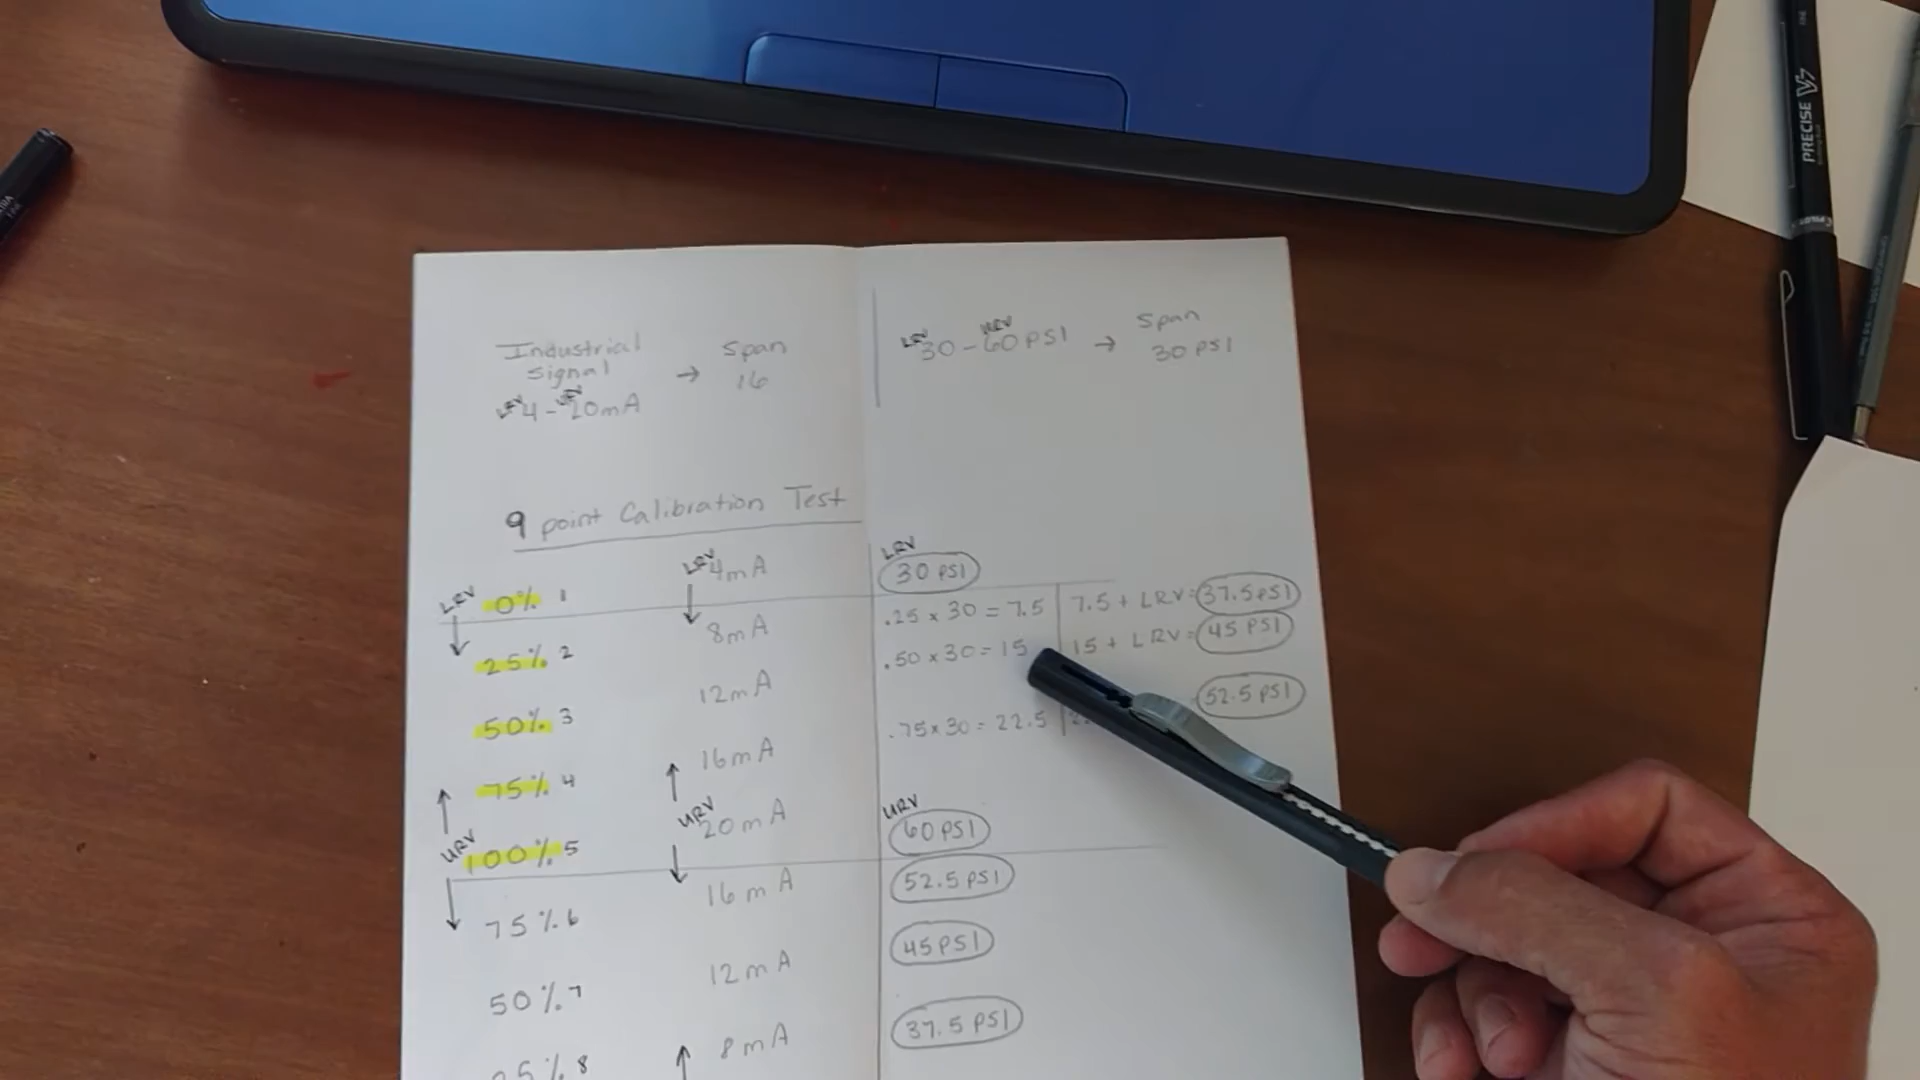 PRECISE V7
Industrial
Signal
LRV 4 - URV 20mA
→
Span
16
LRV 30 - URV 60 PSI →
Span
30 PSI
9 point Calibration Test
LRV 0% 1
LRV 4mA
LRV
30 PSI
25% 2
8mA
.25 x 30 = 7.5
7.5 + LRV = 37.5 PSI
50% 3
12mA
.50 x 30 = 15
15 + LRV = 45 PSI
75% 4
16mA
.75 x 30 = 22.5
52.5 PSI
URV 100% 5
URV 20mA
URV
60 PSI
75% 6
16mA
52.5 PSI
50% 7
12mA
45 PSI
8
8mA
37.5 PSI